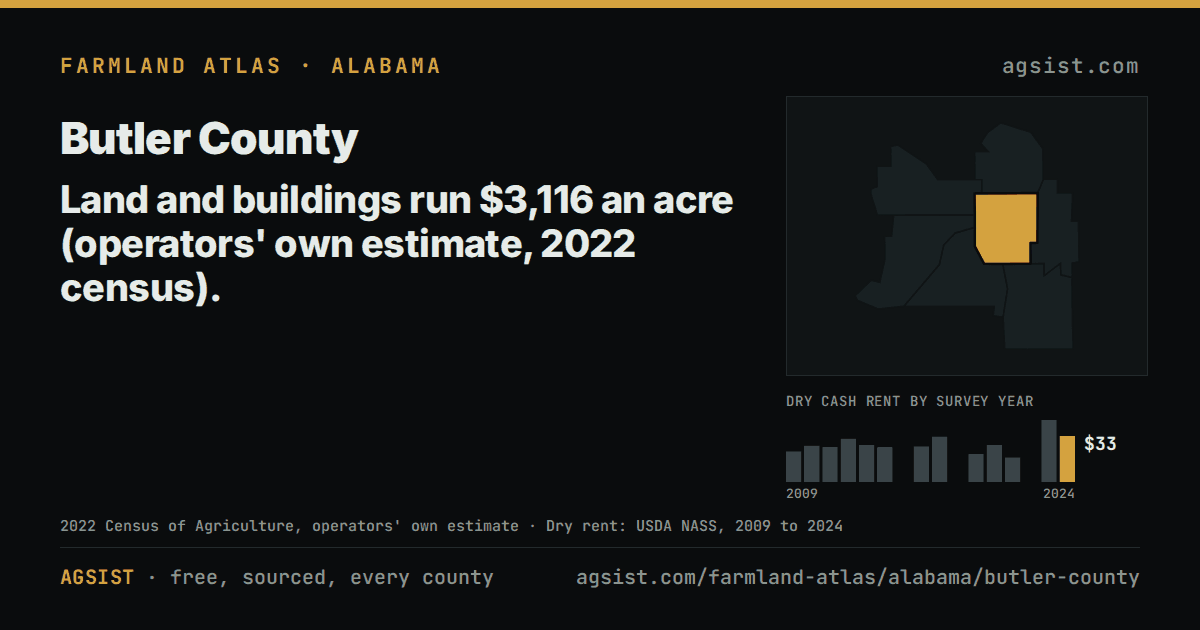 FARMLAND ATLAS · ALABAMA
agsist.com
Butler County
Land and buildings run $3,116 an acre
(operators' own estimate, 2022
census).
DRY CASH RENT BY SURVEY YEAR
$33
2009
2024
2022 Census of Agriculture, operators' own estimate · Dry rent: USDA NASS, 2009 to 2024
AGSIST · free, sourced, every county
agsist.com/farmland-atlas/alabama/butler-county